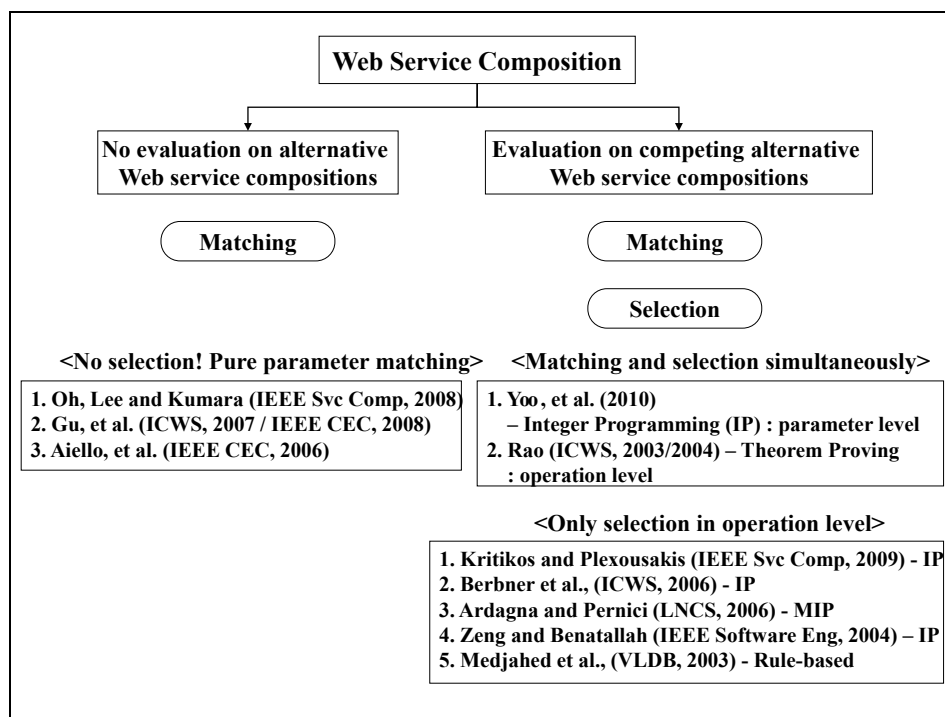 Web Service Composition
No evaluation on alternative
Web service compositions
Evaluation on competing alternative
Web service compositions
Matching
Matching
Selection
<No selection! Pure parameter matching>
1. Oh, Lee and Kumara (IEEE Svc Comp, 2008)
2. Gu, et al. (ICWS, 2007 / IEEE CEC, 2008)
3. Aiello, et al. (IEEE CEC, 2006)
<Matching and selection simultaneously>
1. Yoo, et al. (2010)
– Integer Programming (IP) : parameter level
2. Rao (ICWS, 2003/2004) – Theorem Proving
: operation level
<Only selection in operation level>
1. Kritikos and Plexousakis (IEEE Svc Comp, 2009) - IP
2. Berbner et al., (ICWS, 2006) - IP
3. Ardagna and Pernici (LNCS, 2006) - MIP
4. Zeng and Benatallah (IEEE Software Eng, 2004) – IP
5. Medjahed et al., (VLDB, 2003) - Rule-based